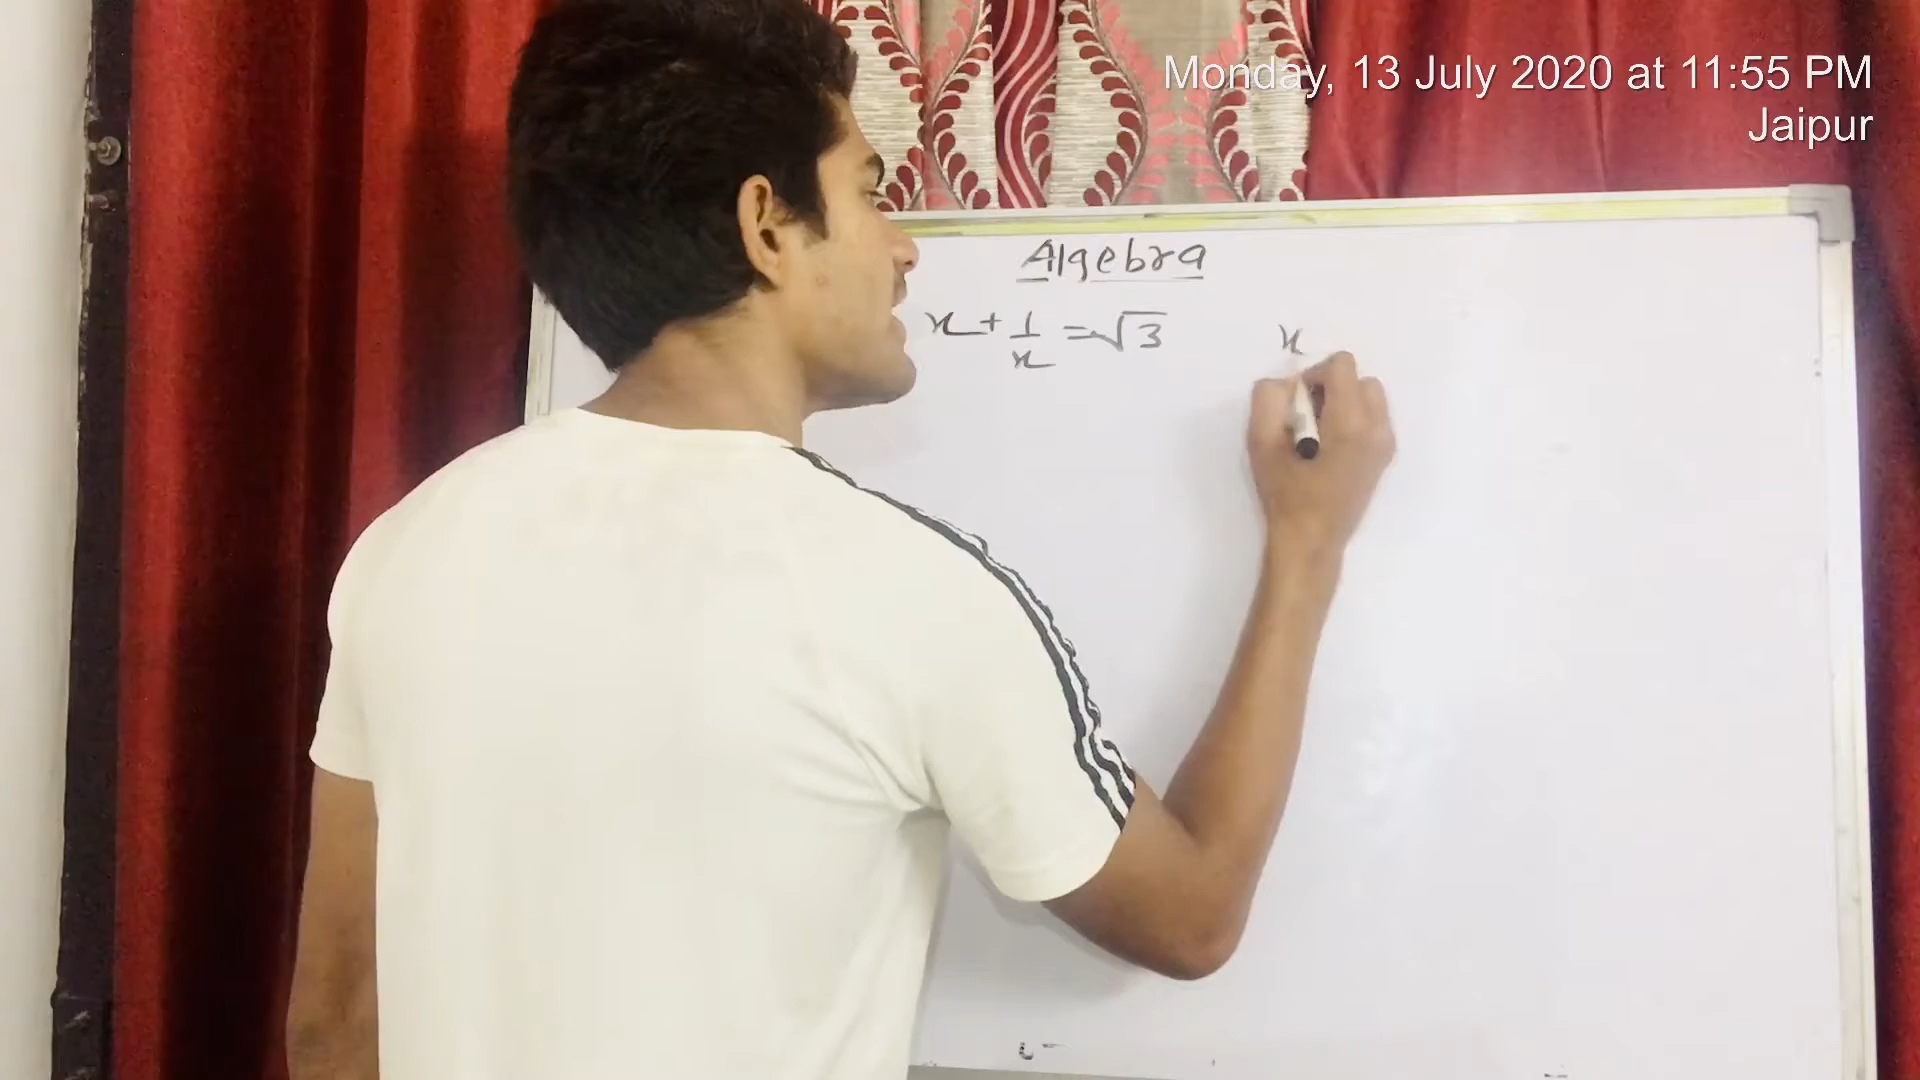 Monday, 13 July 2020 at 11:55 PM
Jaipur
Algebra
x + 1/x = √3
x